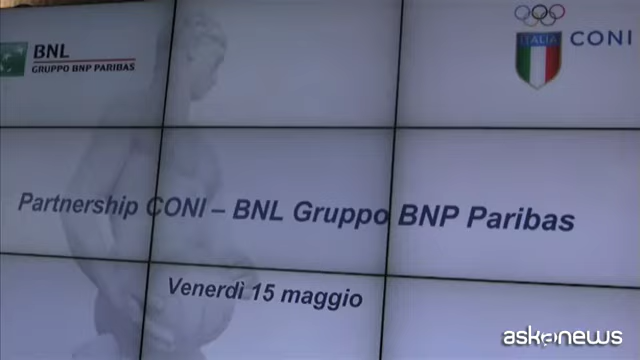 BNL
GRUPPO BNP PARIBAS
ITALIA
CONI
Partnership CONI – BNL Gruppo BNP Paribas
Venerdì 15 maggio
askanews